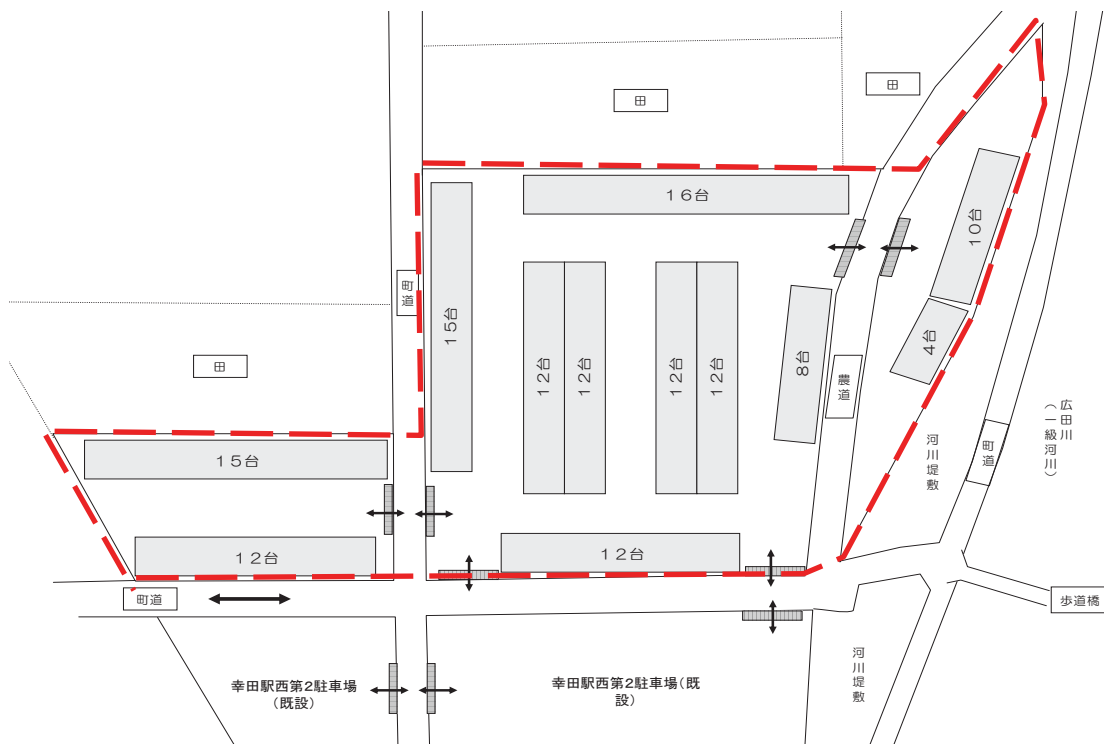 田
田
16台
10台
町道
15台
4台
12台
12台
12台
12台
8台
田
農道
広田川
（一級河川）
河川堤敷
町道
15台
12台
12台
町道
歩道橋
幸田駅西第2駐車場
（既設）
幸田駅西第2駐車場（既
設）
河川堤敷